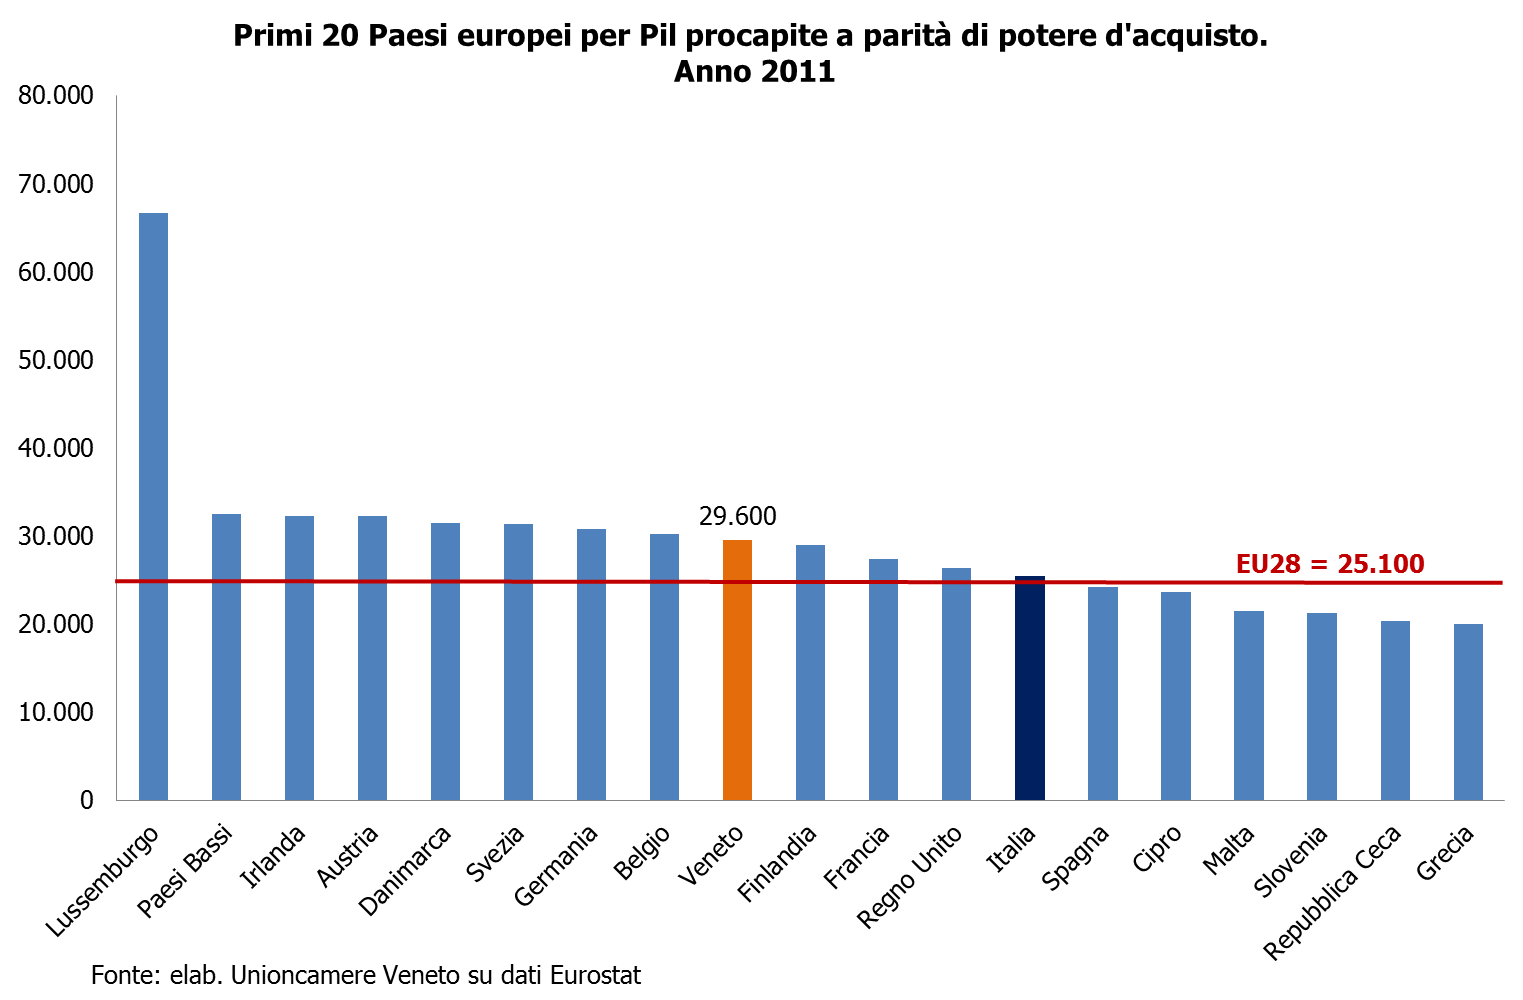 Primi 20 Paesi europei per Pil procapite a parità di potere d'acquisto.
Anno 2011
80.000
70.000
60.000
50.000
40.000
30.000
20.000
10.000
0
29.600
EU28 = 25.100
Lussemburgo
Paesi Bassi
Irlanda
Austria
Danimarca
Svezia
Germania
Belgio
Veneto
Finlandia
Francia
Regno Unito
Italia
Spagna
Cipro
Malta
Slovenia
Repubblica Ceca
Grecia
Fonte: elab. Unioncamere Veneto su dati Eurostat